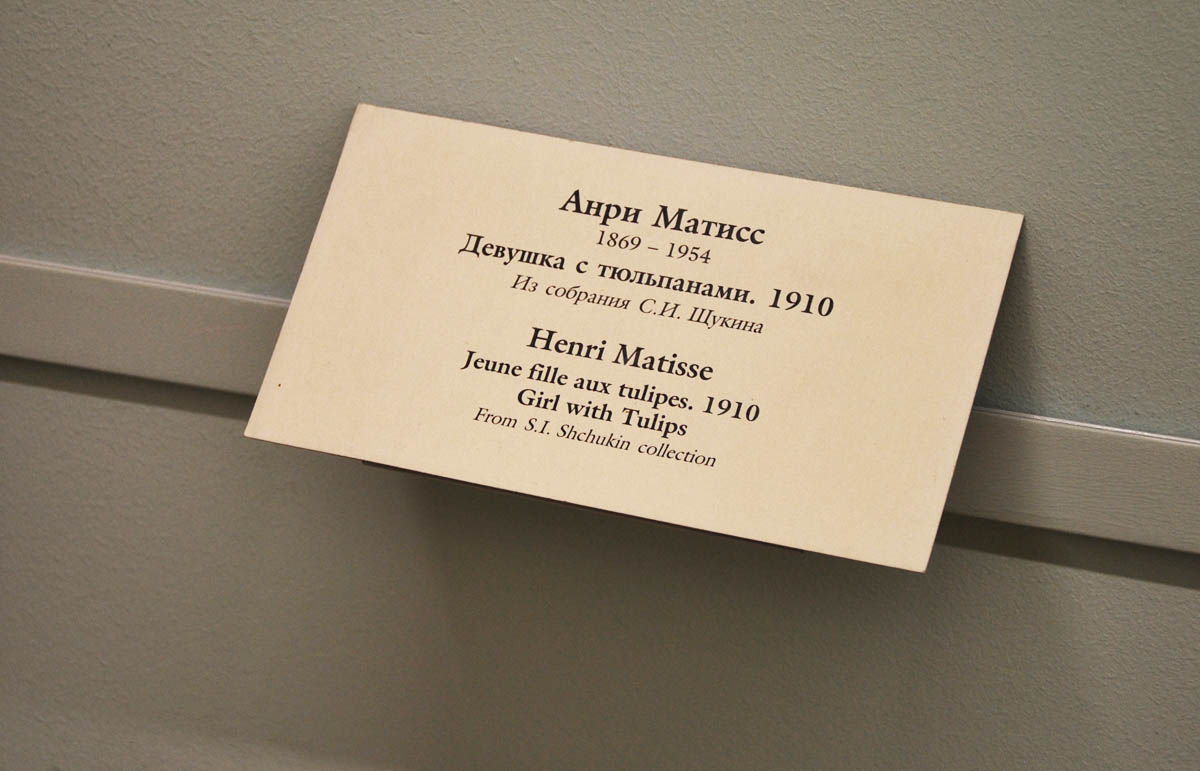 Анри Матисс
1869 – 1954
Девушка с тюльпанами. 1910
Из собрания С.И. Щукина
Henri Matisse
Jeune fille aux tulipes. 1910
Girl with Tulips
From S.I. Shchukin collection